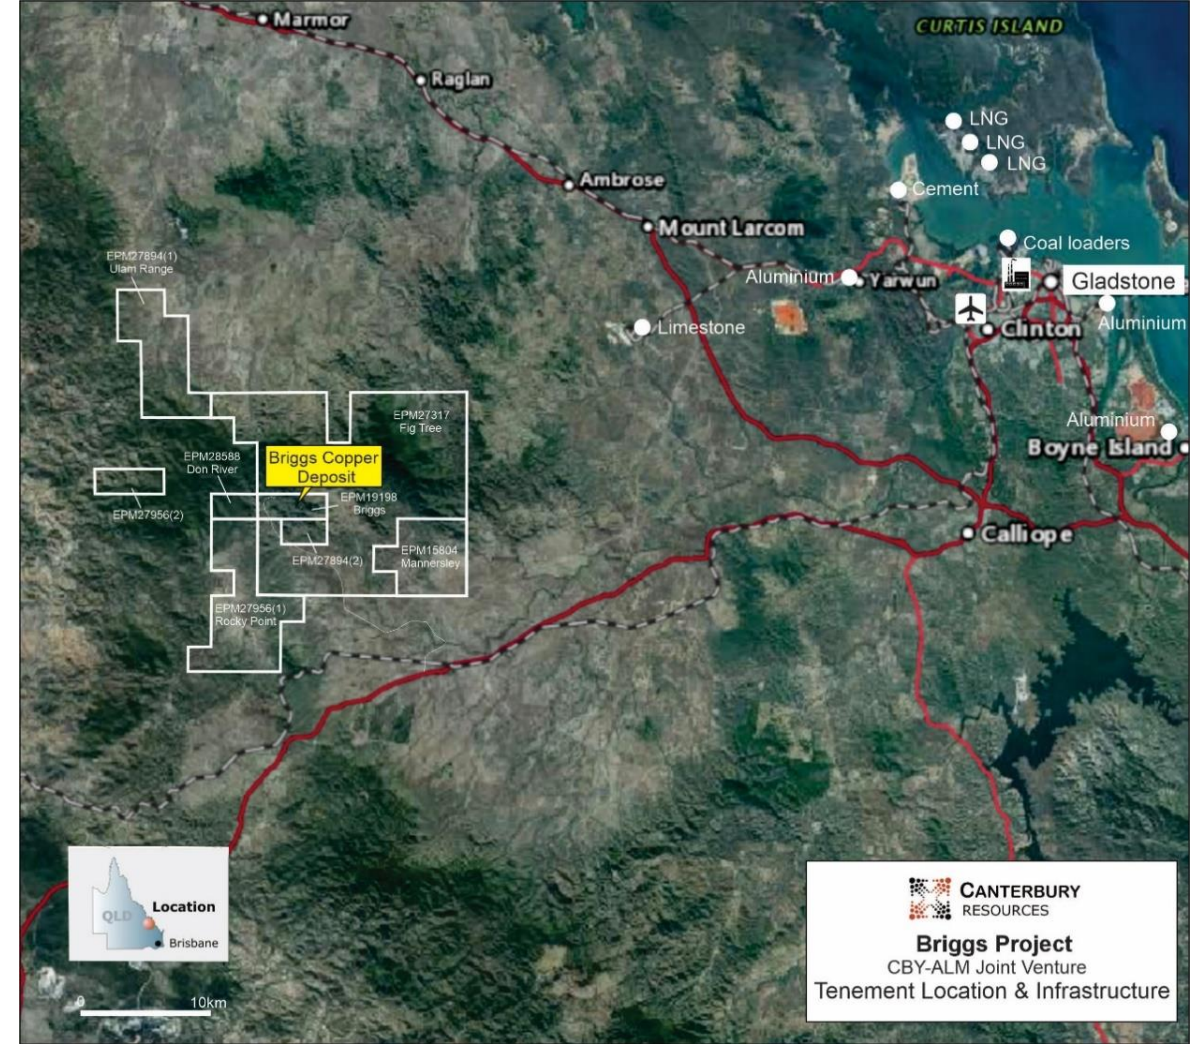 Marmor
CURTIS ISLAND
Raglan
LNG
LNG
LNG
Ambrose
Cement
Mount Larcom
Coal loaders
EPM27894(1)
Ulam Range
Aluminium
Yarwun
Gladstone
Limestone
Clinton
Aluminium
EPM27317
Fig Tree
Aluminium
Boyne Island
EPM28588
Don River
Briggs Copper
Deposit
EPM19198
Briggs
EPM27956(2)
EPM27894(2)
EPM15804
Mannersley
Calliope
EPM27956(1)
Rocky Point
QLD
Location
Brisbane
0 10km
CANTERBURY
RESOURCES
Briggs Project
CBY-ALM Joint Venture
Tenement Location & Infrastructure